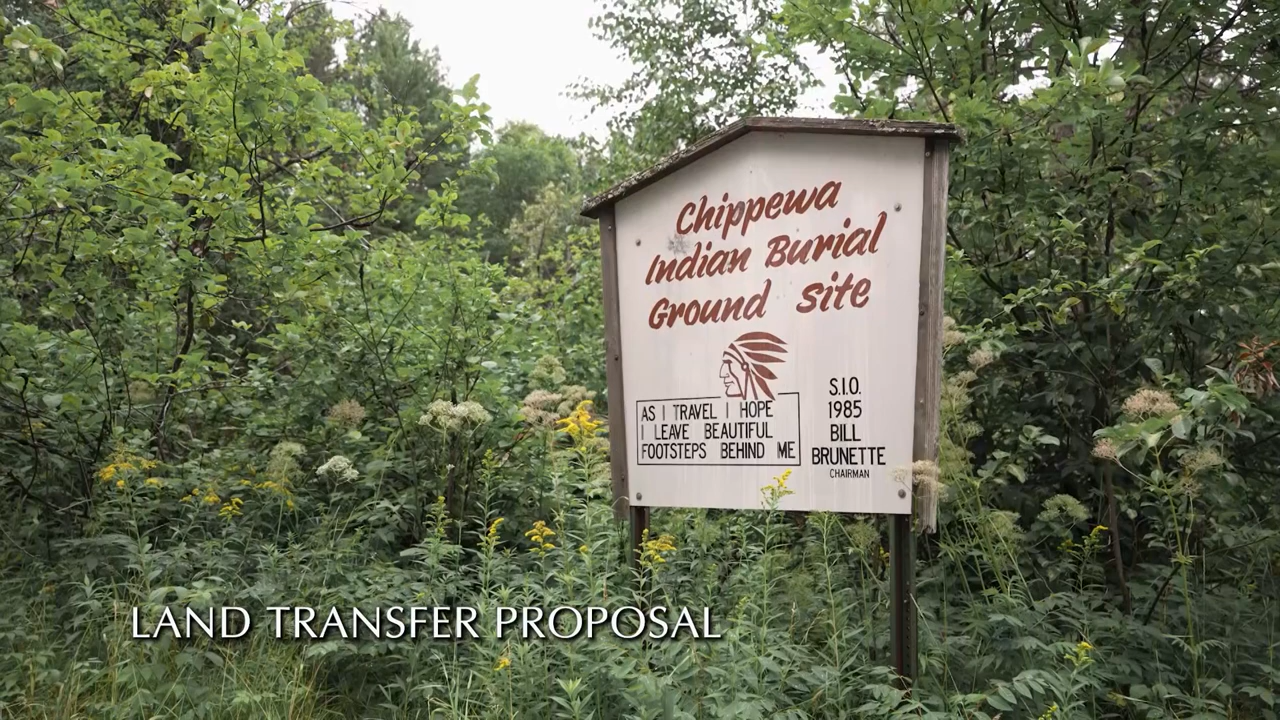 Chippewa
Indian Burial
Ground Site
AS I TRAVEL I HOPE
I LEAVE BEAUTIFUL
FOOTSTEPS BEHIND ME
S.I.O.
1985
BILL
BRUNETTE
CHAIRMAN
LAND TRANSFER PROPOSAL